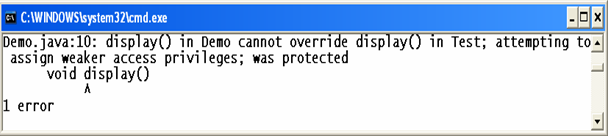 C:\WINDOWS\system32\cmd.exe
Demo.java:10: display() in Demo cannot override display() in Test; attempting to
assign weaker access privileges; was protected
void display()
^
1 error